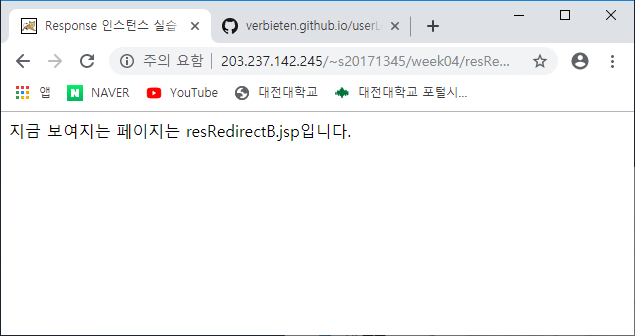 Response 인스턴스 실습
verbieten.github.io/userL
주의 요함
203.237.142.245/~s20171345/week04/resRe...
앱
NAVER
YouTube
대전대학교
대전대학교 포털시...
지금 보여지는 페이지는 resRedirectB.jsp입니다.